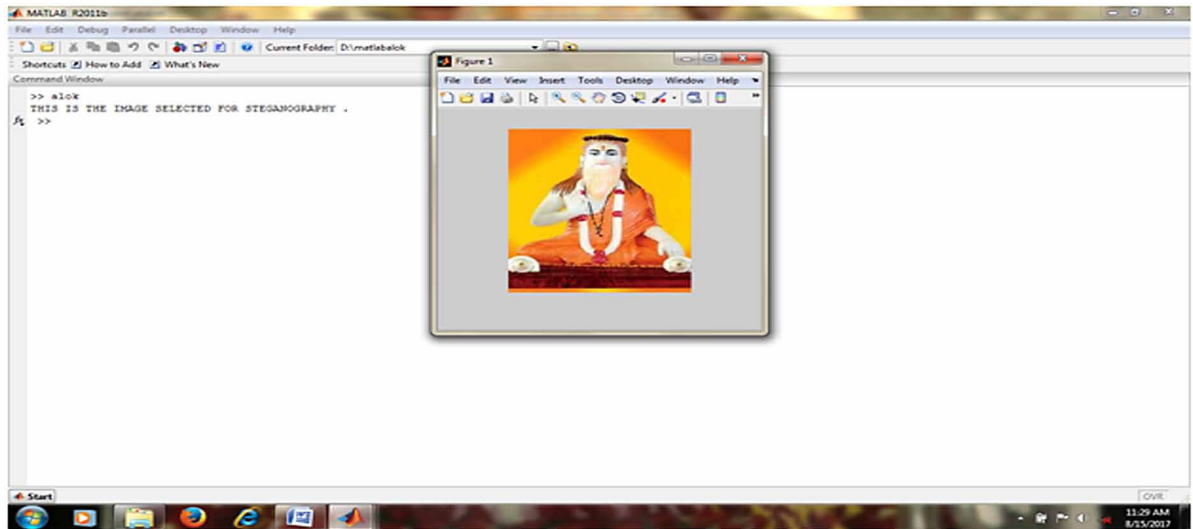 MATLAB R2011b
File Edit Debug Parallel Desktop Window Help
Current Folder: D:\matlabalok
Shortcuts How to Add What's New
Command Window
>> alok
THIS IS THE IMAGE SELECTED FOR STEGANOGRAPHY .
fx >>
Figure 1
File Edit View Insert Tools Desktop Window Help
Start
OVR
11:29 AM
8/15/2017